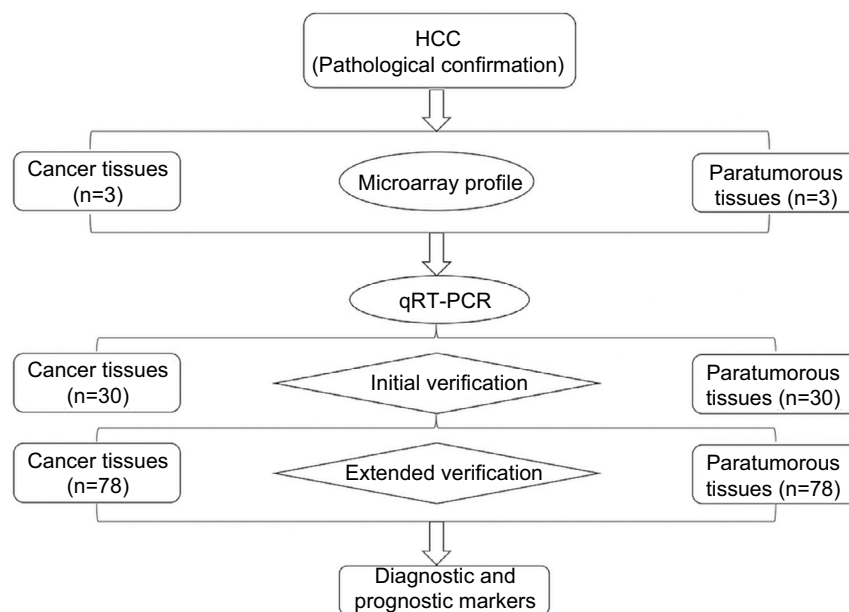 HCC
(Pathological confirmation)
Cancer tissues
(n=3)
Microarray profile
Paratumorous
tissues (n=3)
qRT-PCR
Cancer tissues
(n=30)
Initial verification
Paratumorous
tissues (n=30)
Cancer tissues
(n=78)
Extended verification
Paratumorous
tissues (n=78)
Diagnostic and
prognostic markers